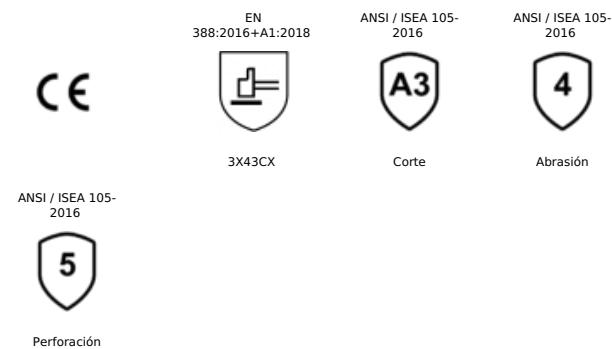 CE
EN
388:2016+A1:2018
3X43CX
ANSI / ISEA 105-
2016
A3
Corte
ANSI / ISEA 105-
2016
4
Abrasión
ANSI / ISEA 105-
2016
5
Perforación